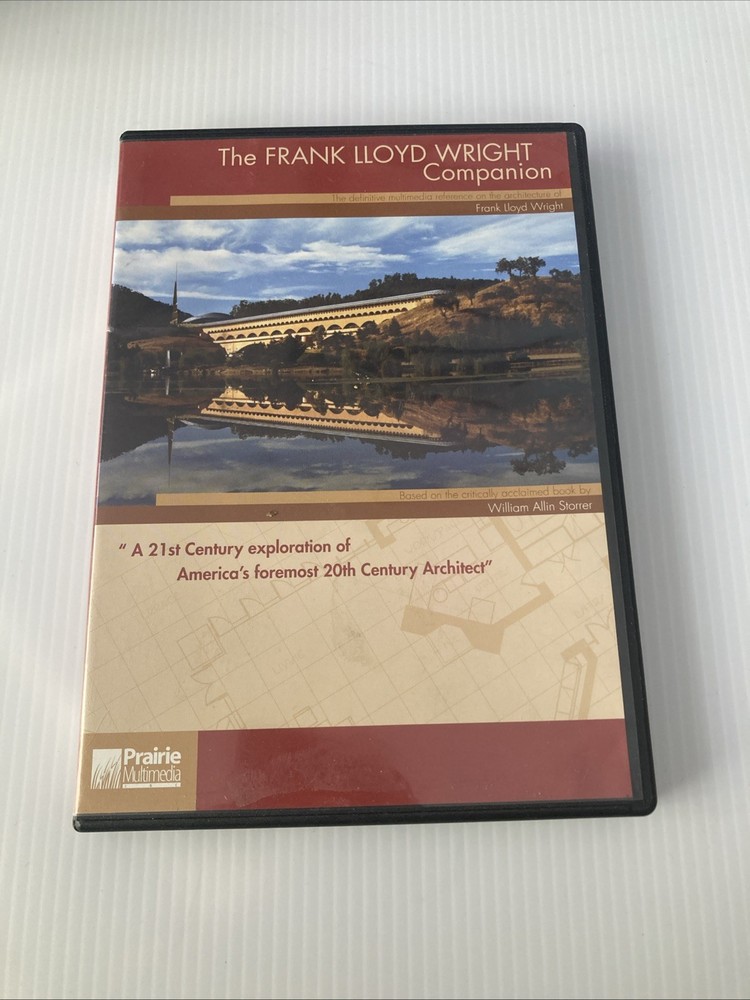 The FRANK LLOYD WRIGHT
Companion
The definitive multimedia reference on the architecture of
Frank Lloyd Wright
Based on the critically acclaimed book by
William Allin Storrer
“ A 21st Century exploration of
America's foremost 20th Century Architect”
Prairie
Multimedia
INC